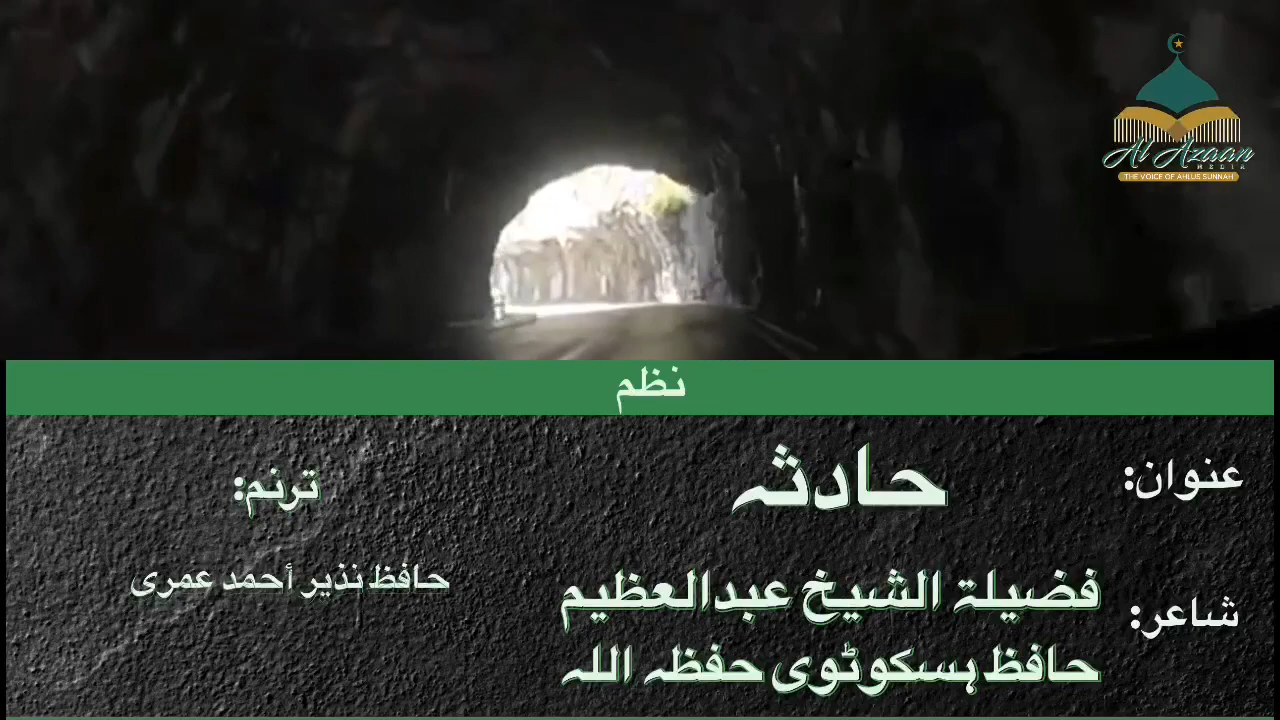 Al Azaan
MEDIA
THE VOICE OF AHLUS SUNNAH
نظم
عنوان:
حادثہ
شاعر:
فضیلۃ الشیخ عبدالعظیم
حافظ ہسکوٹوی حفظہ اللہ
ترنم:
حافظ نذیر أحمد عمری